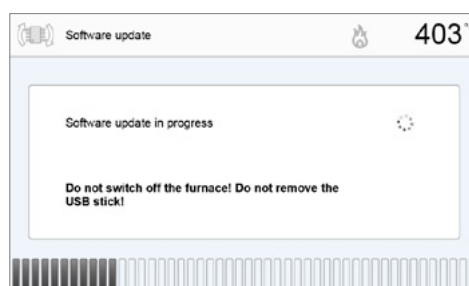 Software update 403°
Software update in progress
Do not switch off the furnace! Do not remove the
USB stick!